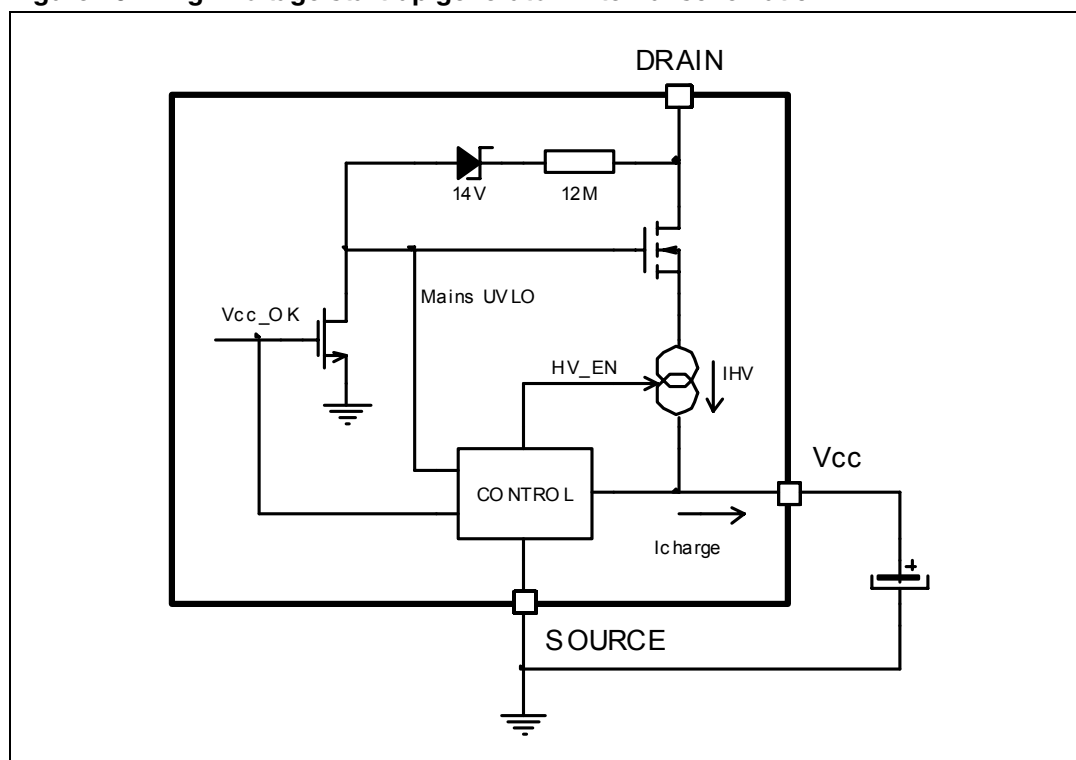 DRAIN
14V
12M
Mains UVLO
Vcc_OK
HV_EN
IHV
Vcc
CONTROL
Icharge
+
SOURCE